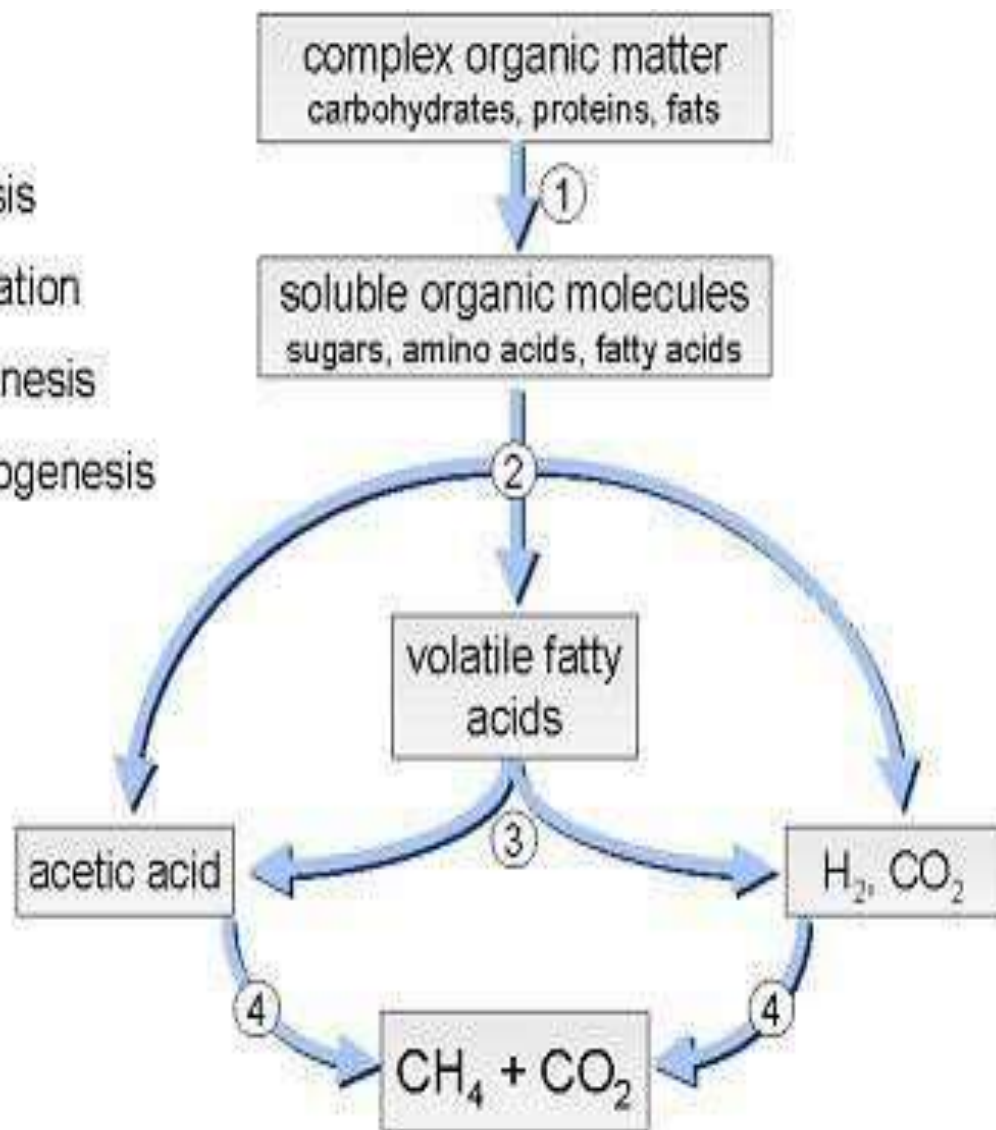 complex organic matter
carbohydrates, proteins, fats
1
sis
ation
nesis
ogenesis
soluble organic molecules
sugars, amino acids, fatty acids
2
volatile fatty
acids
3
acetic acid
H₂, CO₂
4
4
CH₄ + CO₂